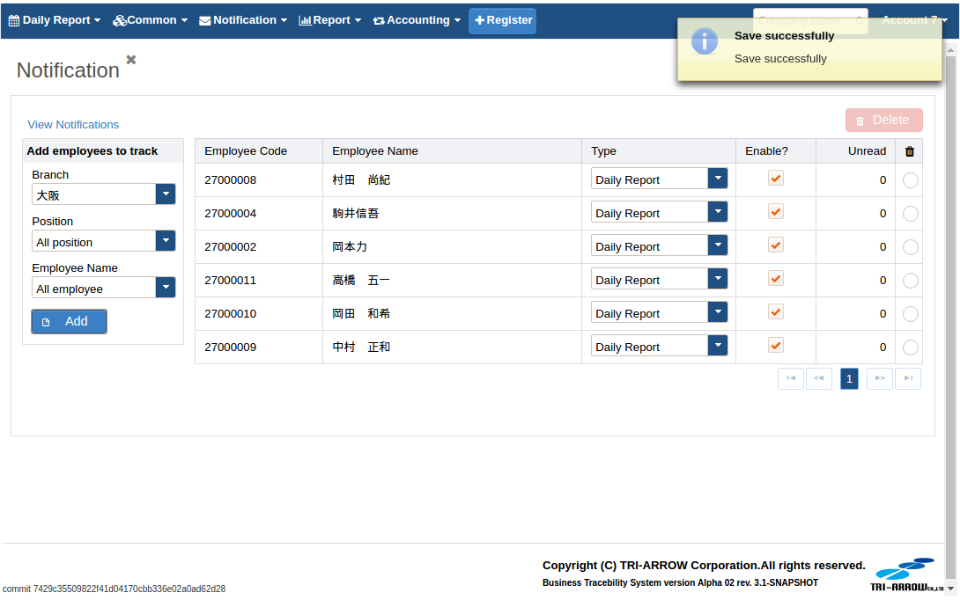 Daily Report Common Notification Report Accounting Register Account 7
Save successfully
Save successfully
Notification
View Notifications
Delete
Add employees to track
Branch
大阪
Position
All position
Employee Name
All employee
Add
Employee Code Employee Name Type Enable? Unread
27000008 村田 尚紀 Daily Report 0
27000004 駒井信吾 Daily Report 0
27000002 岡本力 Daily Report 0
27000011 高橋 五一 Daily Report 0
27000010 岡田 和希 Daily Report 0
27000009 中村 正和 Daily Report 0
1
Copyright (C) TRI-ARROW Corporation.All rights reserved.
Business Tracebility System version Alpha 02 rev. 3.1-SNAPSHOT
TRI-ARROW
commit 7429c35509822f41d04170cbb336e02a0ad62d28